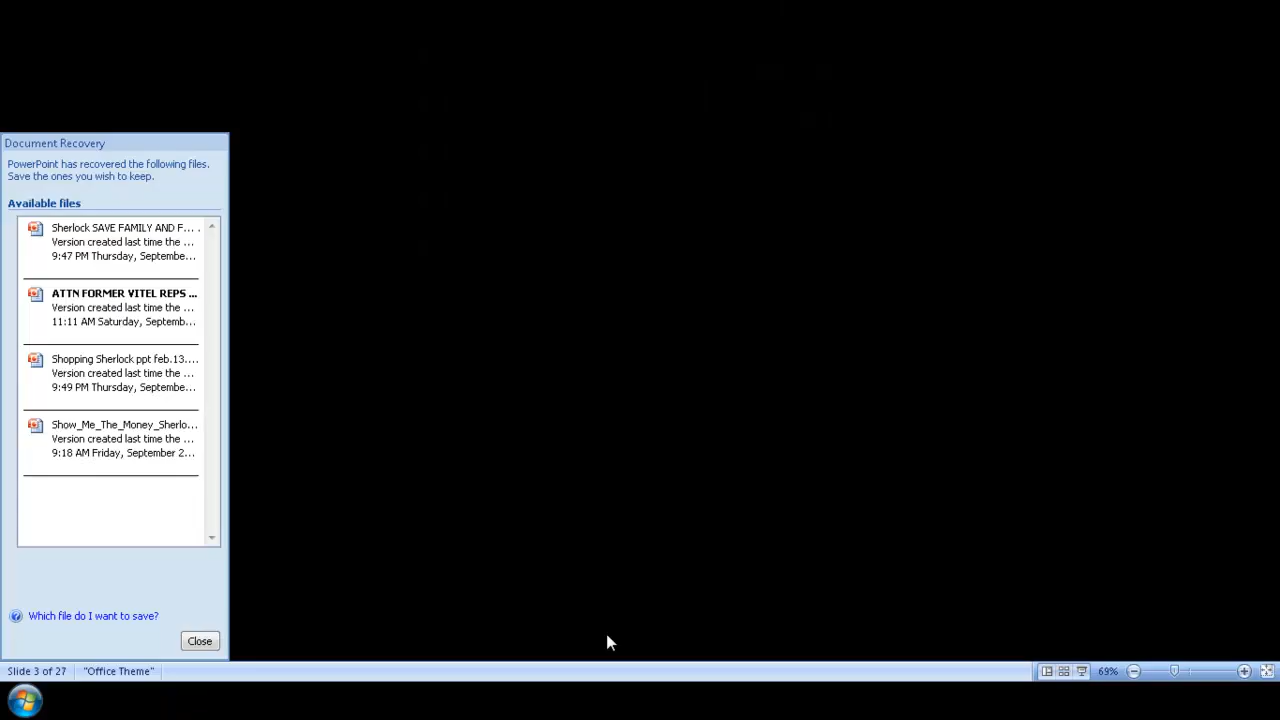 Document Recovery
PowerPoint has recovered the following files.
Save the ones you wish to keep.
Available files
Sherlock SAVE FAMILY AND F... .
Version created last time the ...
9:47 PM Thursday, Septembe...
ATTN FORMER VITEL REPS ...
Version created last time the ...
11:11 AM Saturday, Septemb...
Shopping Sherlock ppt feb.13....
Version created last time the ...
9:49 PM Thursday, Septembe...
Show_Me_The_Money_Sherlo...
Version created last time the ...
9:18 AM Friday, September 2...
Which file do I want to save?
Close
Slide 3 of 27
"Office Theme"
69%